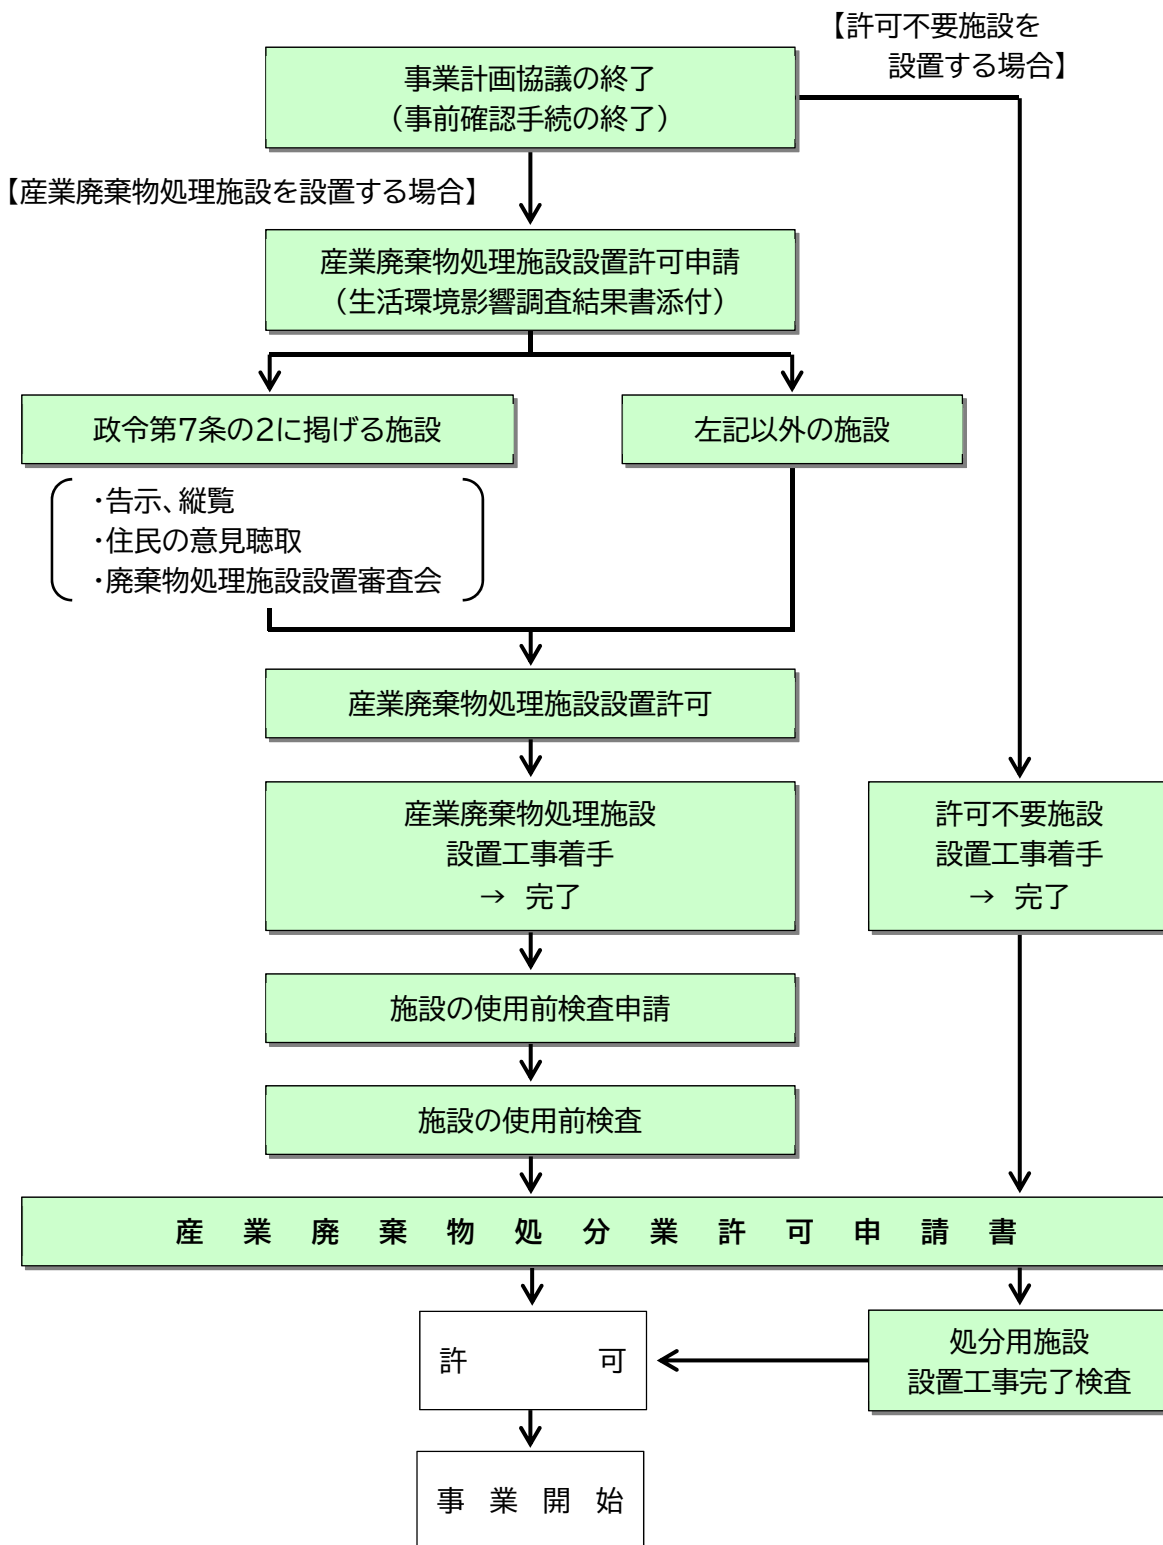 【許可不要施設を
設置する場合】
事業計画協議の終了
（事前確認手続の終了）
【産業廃棄物処理施設を設置する場合】
産業廃棄物処理施設設置許可申請
（生活環境影響調査結果書添付）
政令第7条の2に掲げる施設
左記以外の施設
・告示、縦覧
・住民の意見聴取
・廃棄物処理施設設置審査会
産業廃棄物処理施設設置許可
産業廃棄物処理施設
設置工事着手
→ 完了
許可不要施設
設置工事着手
→ 完了
施設の使用前検査申請
施設の使用前検査
産業廃棄物処分業許可申請書
許可
処分用施設
設置工事完了検査
事業開始